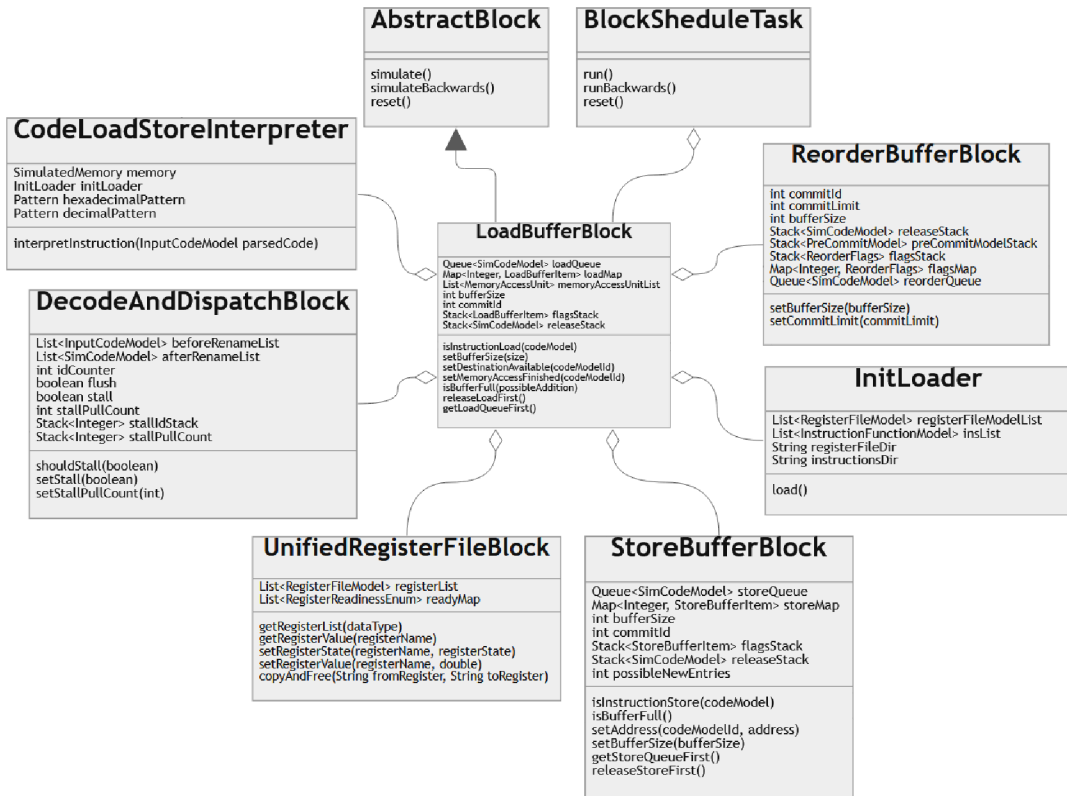 AbstractBlock
simulate()
simulateBackwards()
reset()
BlockSheduleTask
run()
runBackwards()
reset()
CodeLoadStoreInterpreter
SimulatedMemory memory
InitLoader initLoader
Pattern hexadecimalPattern
Pattern decimalPattern
interpretInstruction(InputCodeModel parsedCode)
LoadBufferBlock
Queue<SimCodeModel> loadQueue
Map<Integer, LoadBufferItem> loadMap
List<MemoryAccessUnit> memoryAccessUnitList
int bufferSize
int commitId
Stack<LoadBufferItem> flagsStack
Stack<SimCodeModel> releaseStack
isInstructionLoad(codeModel)
setBufferSize(size)
setDestinationAvailable(codeModelId)
setMemoryAccessFinished(codeModelId)
isBufferFull(possibleAddition)
releaseLoadFirst()
getLoadQueueFirst()
ReorderBufferBlock
int commitId
int commitLimit
int bufferSize
Stack<SimCodeModel> releaseStack
Stack<PreCommitModel> preCommitModelStack
Stack<ReorderFlags> flagsStack
Map<Integer, ReorderFlags> flagsMap
Queue<SimCodeModel> reorderQueue
setBufferSize(bufferSize)
setCommitLimit(commitLimit)
DecodeAndDispatchBlock
List<InputCodeModel> beforeRenameList
List<SimCodeModel> afterRenameList
int idCounter
boolean flush
boolean stall
int stallPullCount
Stack<Integer> stallIdStack
Stack<Integer> stallPullCount
shouldStall(boolean)
setStall(boolean)
setStallPullCount(int)
InitLoader
List<RegisterFileModel> registerFileModelList
List<InstructionFunctionModel> insList
String registerFileDir
String instructionsDir
load()
UnifiedRegisterFileBlock
List<RegisterFileModel> registerList
List<RegisterReadinessEnum> readyMap
getRegisterList(dataType)
getRegisterValue(registerName)
setRegisterState(registerName, registerState)
setRegisterValue(registerName, double)
copyAndFree(String fromRegister, String toRegister)
StoreBufferBlock
Queue<SimCodeModel> storeQueue
Map<Integer, StoreBufferItem> storeMap
int bufferSize
int commitId
Stack<StoreBufferItem> flagsStack
Stack<SimCodeModel> releaseStack
int possibleNewEntries
isInstructionStore(codeModel)
isBufferFull()
setAddress(codeModelId, address)
setBufferSize(bufferSize)
getStoreQueueFirst()
releaseStoreFirst()